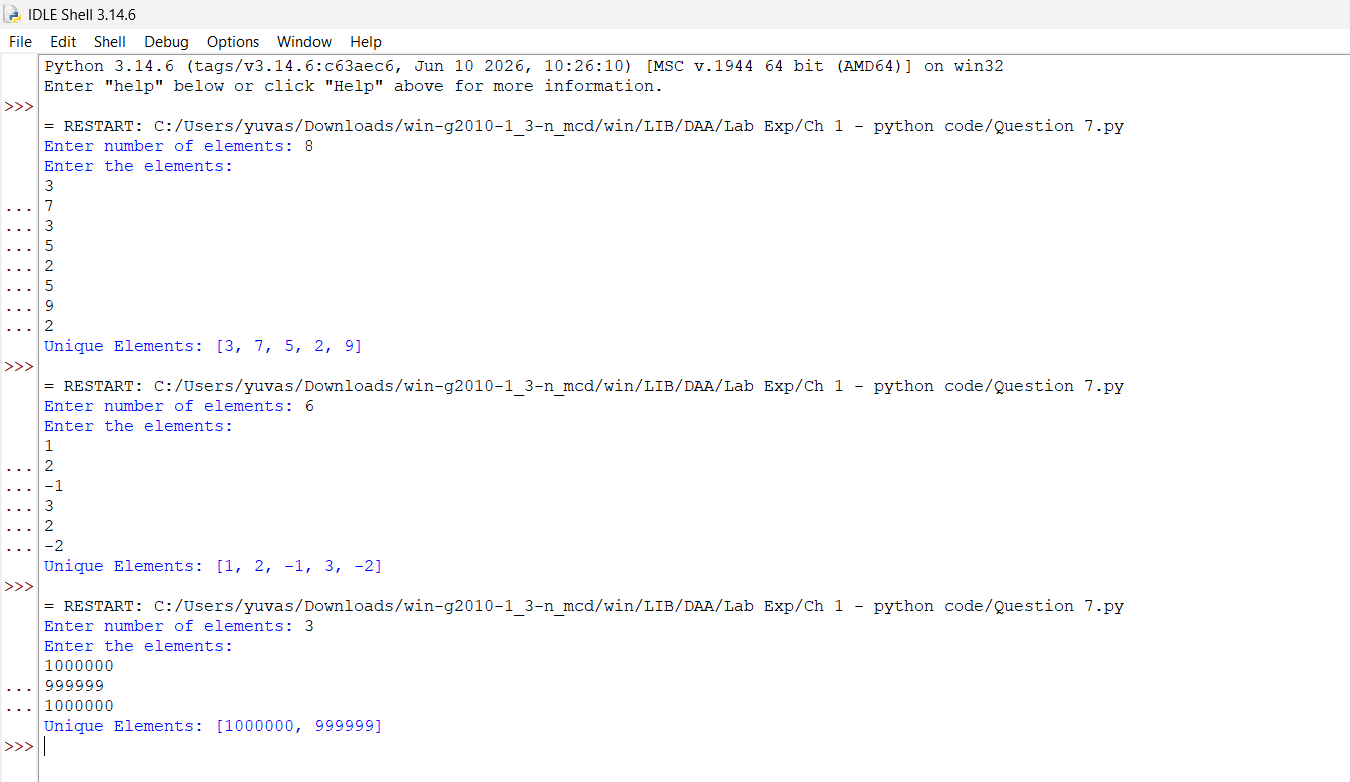 IDLE Shell 3.14.6
File Edit Shell Debug Options Window Help
Python 3.14.6 (tags/v3.14.6:c63aec6, Jun 10 2026, 10:26:10) [MSC v.1944 64 bit (AMD64)] on win32
Enter "help" below or click "Help" above for more information.
>>>
= RESTART: C:/Users/yuvas/Downloads/win-g2010-1_3-n_mcd/win/LIB/DAA/Lab Exp/Ch 1 - python code/Question 7.py
Enter number of elements: 8
Enter the elements:
3
... 7
... 3
... 5
... 2
... 5
... 9
... 2
Unique Elements: [3, 7, 5, 2, 9]
>>>
= RESTART: C:/Users/yuvas/Downloads/win-g2010-1_3-n_mcd/win/LIB/DAA/Lab Exp/Ch 1 - python code/Question 7.py
Enter number of elements: 6
Enter the elements:
1
... 2
... -1
... 3
... 2
... -2
Unique Elements: [1, 2, -1, 3, -2]
>>>
= RESTART: C:/Users/yuvas/Downloads/win-g2010-1_3-n_mcd/win/LIB/DAA/Lab Exp/Ch 1 - python code/Question 7.py
Enter number of elements: 3
Enter the elements:
1000000
... 999999
... 1000000
Unique Elements: [1000000, 999999]
>>>